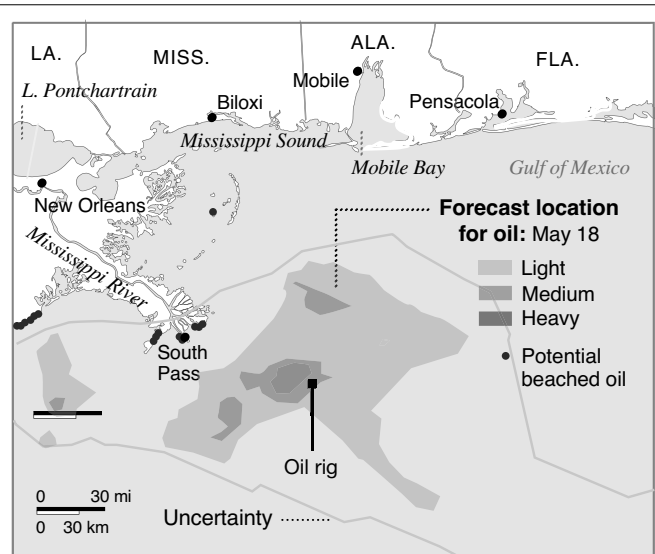 LA.
MISS.
ALA.
FLA.
L. Pontchartrain
Biloxi
Mobile
Pensacola
Mississippi Sound
Mobile Bay
Gulf of Mexico
New Orleans
Mississippi River
Forecast location
for oil: May 18
Light
Medium
Heavy
Potential
beached oil
South
Pass
Oil rig
0 30 mi
0 30 km
Uncertainty